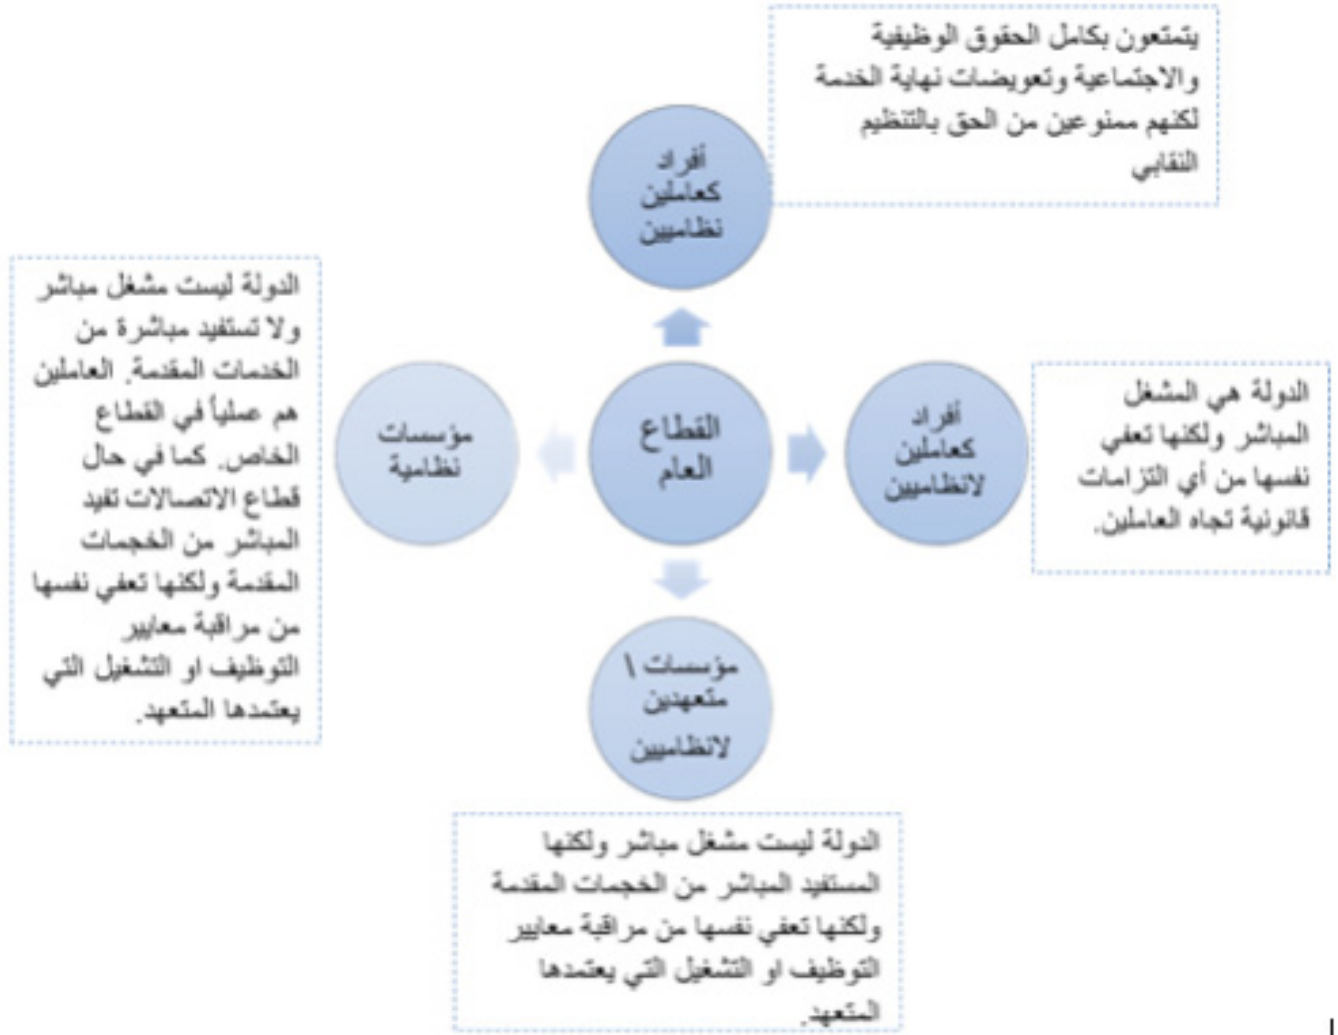 يتمتعون بكامل الحقوق الوظيفية
والاجتماعية وتعويضات نهاية الخدمة
لكنهم ممنوعين من الحق بالتنظيم
النقابي
أفراد
كعاملين
نظاميين
الدولة هي المشغل
المباشر ولكنها تعفي
نفسها من أي التزامات
قانونية تجاه العاملين.
أفراد
كعاملين
لانظاميين
القطاع
العام
مؤسسات
نظامية
الدولة ليست مشغل مباشر
ولا تستفيد مباشرة من
الخدمات المقدمة. العاملين
هم عملياً في القطاع
الخاص. كما في حال
قطاع الاتصالات تفيد
المباشر من الخجمات
المقدمة ولكنها تعفي نفسها
من مراقبة معايير
التوظيف او التشغيل التي
يعتمدها المتعهد.
مؤسسات \
متعهدين
لانظاميين
الدولة ليست مشغل مباشر ولكنها
المستفيد المباشر من الخجمات المقدمة
ولكنها تعفي نفسها من مراقبة معايير
التوظيف او التشغيل التي يعتمدها
المتعهد.